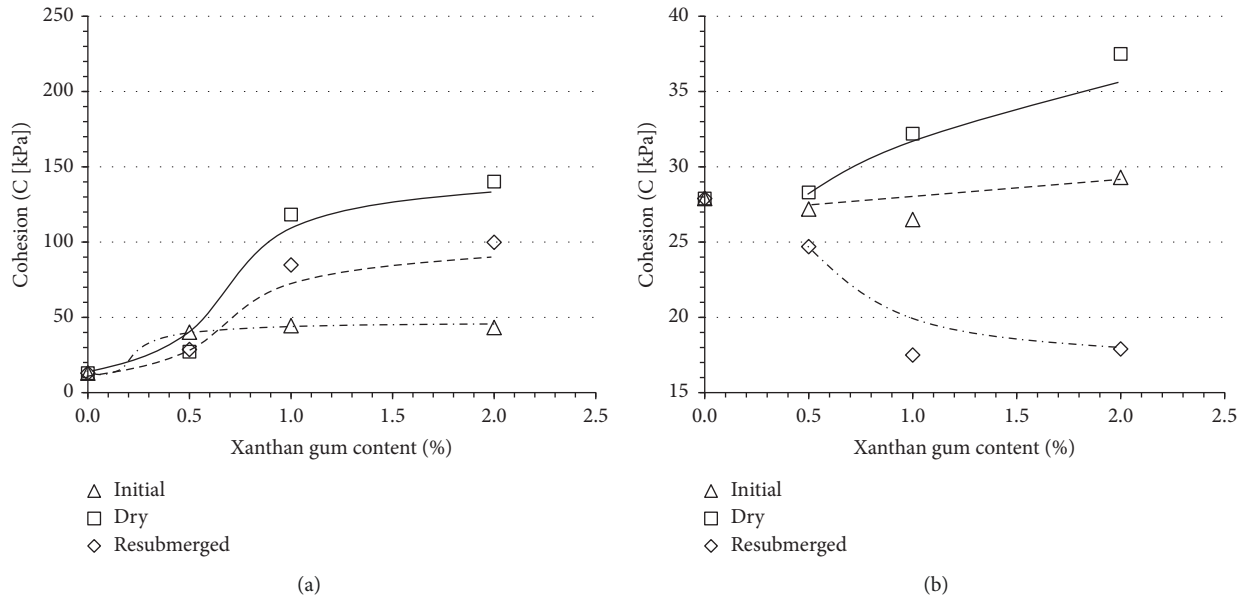 250
200
150
100
50
0
Cohesion (C [kPa])
0.0 0.5 1.0 1.5 2.0 2.5
Xanthan gum content (%)
Initial
Dry
Resubmerged
(a)
40
35
30
25
20
15
Cohesion (C [kPa])
0.0 0.5 1.0 1.5 2.0 2.5
Xanthan gum content (%)
Initial
Dry
Resubmerged
(b)